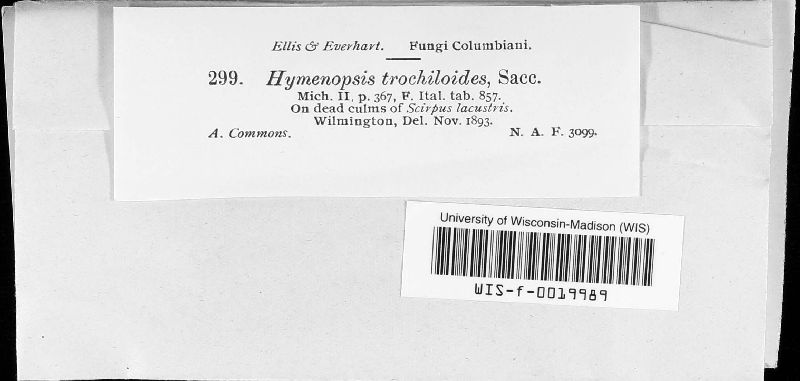 Ellis & Everhart. Fungi Columbiani.
299. Hymenopsis trochiloides, Sacc.
Mich. II, p. 367, F. Ital. tab. 857.
On dead culms of Scirpus lacustris.
Wilmington, Del. Nov. 1893.
A. Commons. N. A. F. 3099.
University of Wisconsin-Madison (WIS)
WIS-f-0019989